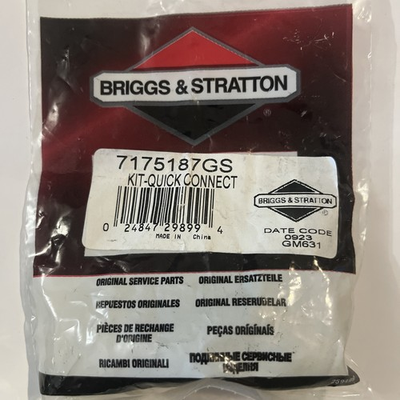 BRIGGS & STRATTON
7175187GS
KIT-QUICK CONNECT
0 24847 29899 4
MADE IN China
BRIGGS & STRATTON
DATE CODE
0923
GM631
ORIGINAL SERVICE PARTS
ORIGINAL ERSATZTEILE
REPUESTOS ORIGINALES
ORIGINAL RESERVDELAR
PIÈCES DE RECHANGE
D'ORIGINE
PEÇAS ORIGINAIS
RICAMBI ORIGINALI